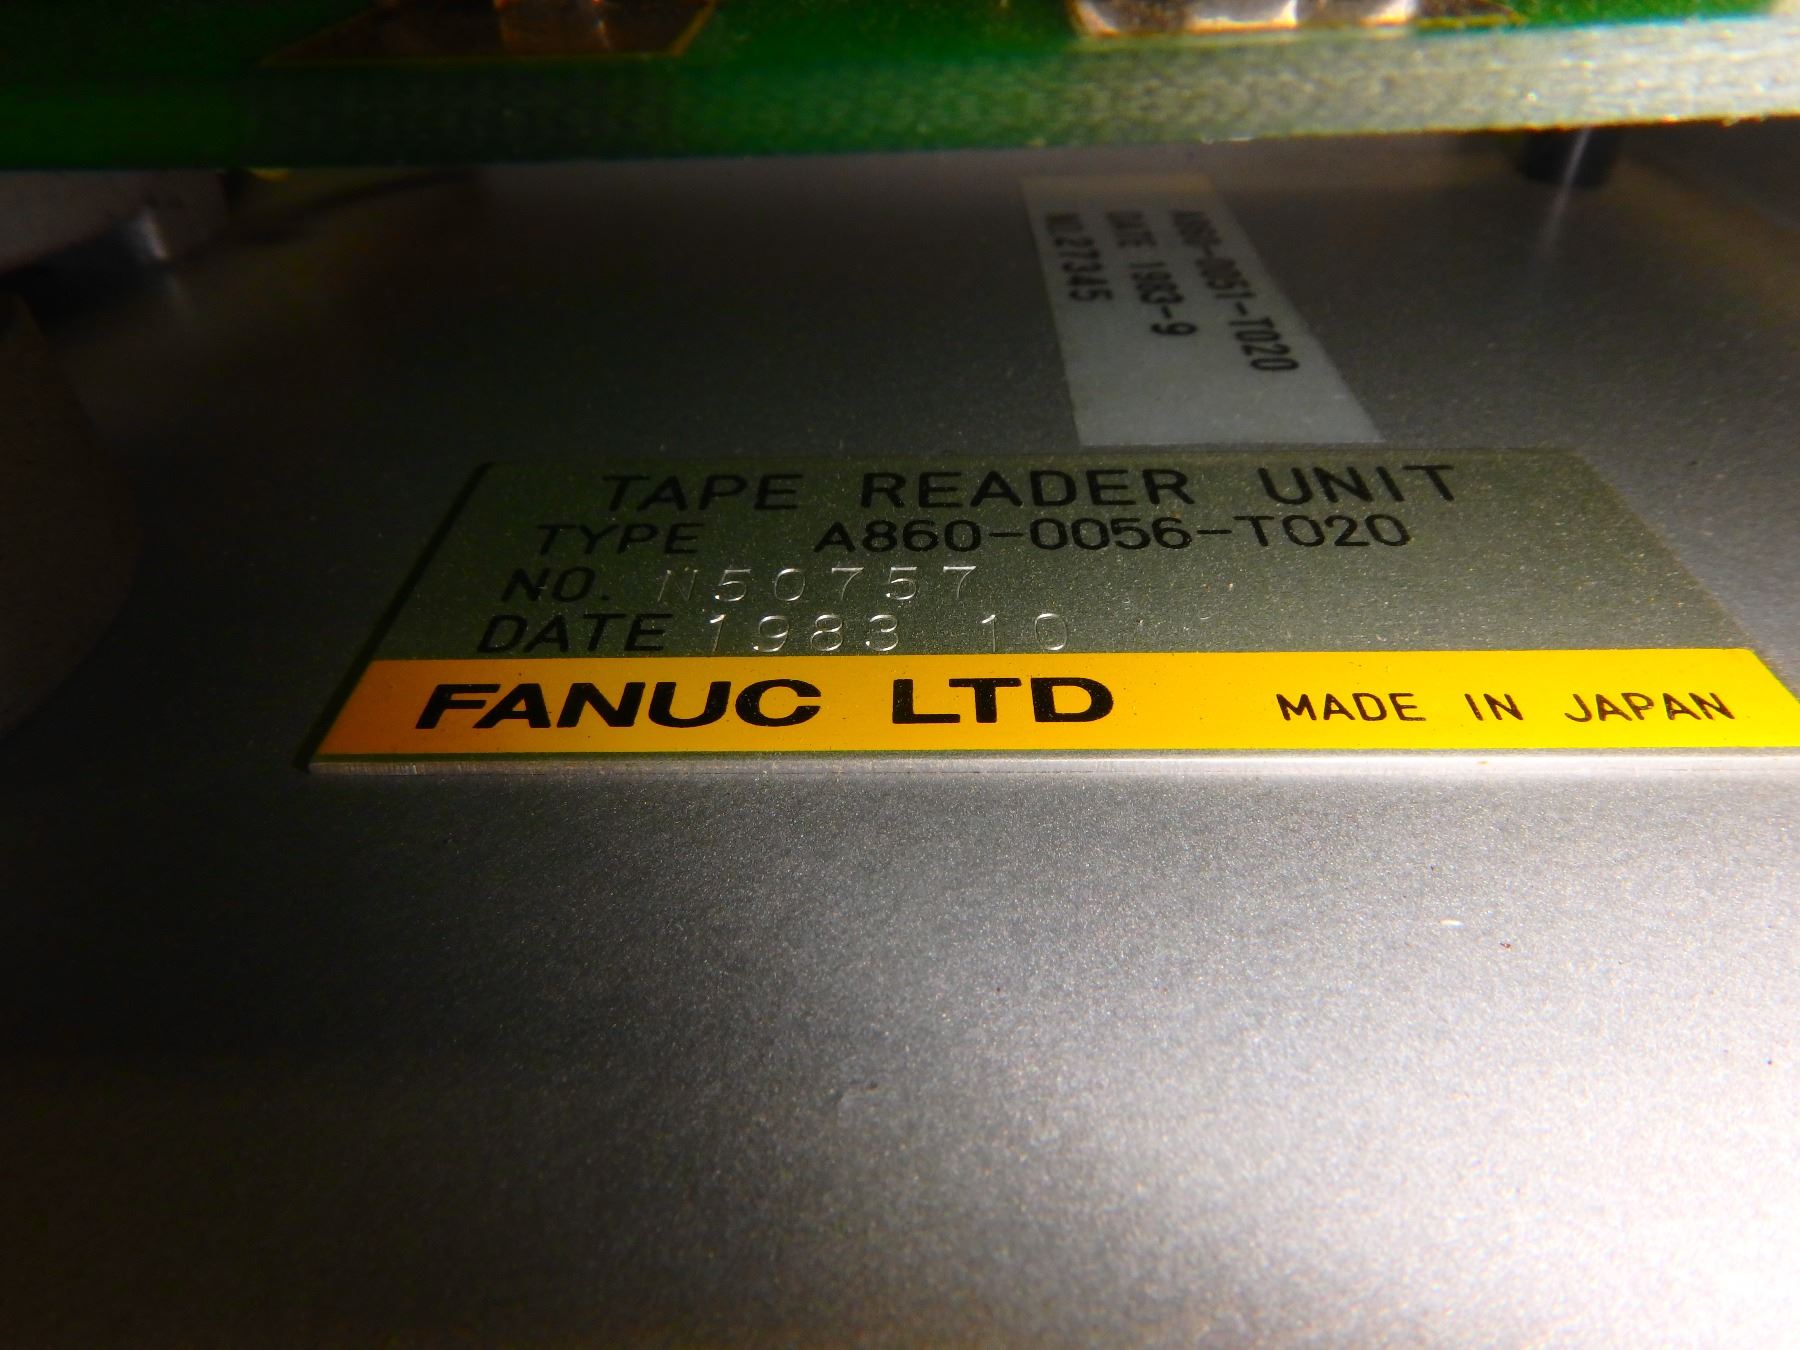 A860-0051-T020
DATE 1983-9
NO.27345
TAPE READER UNIT
TYPE A860-0056-T020
NO. N50757
DATE 1983 10
FANUC LTD MADE IN JAPAN